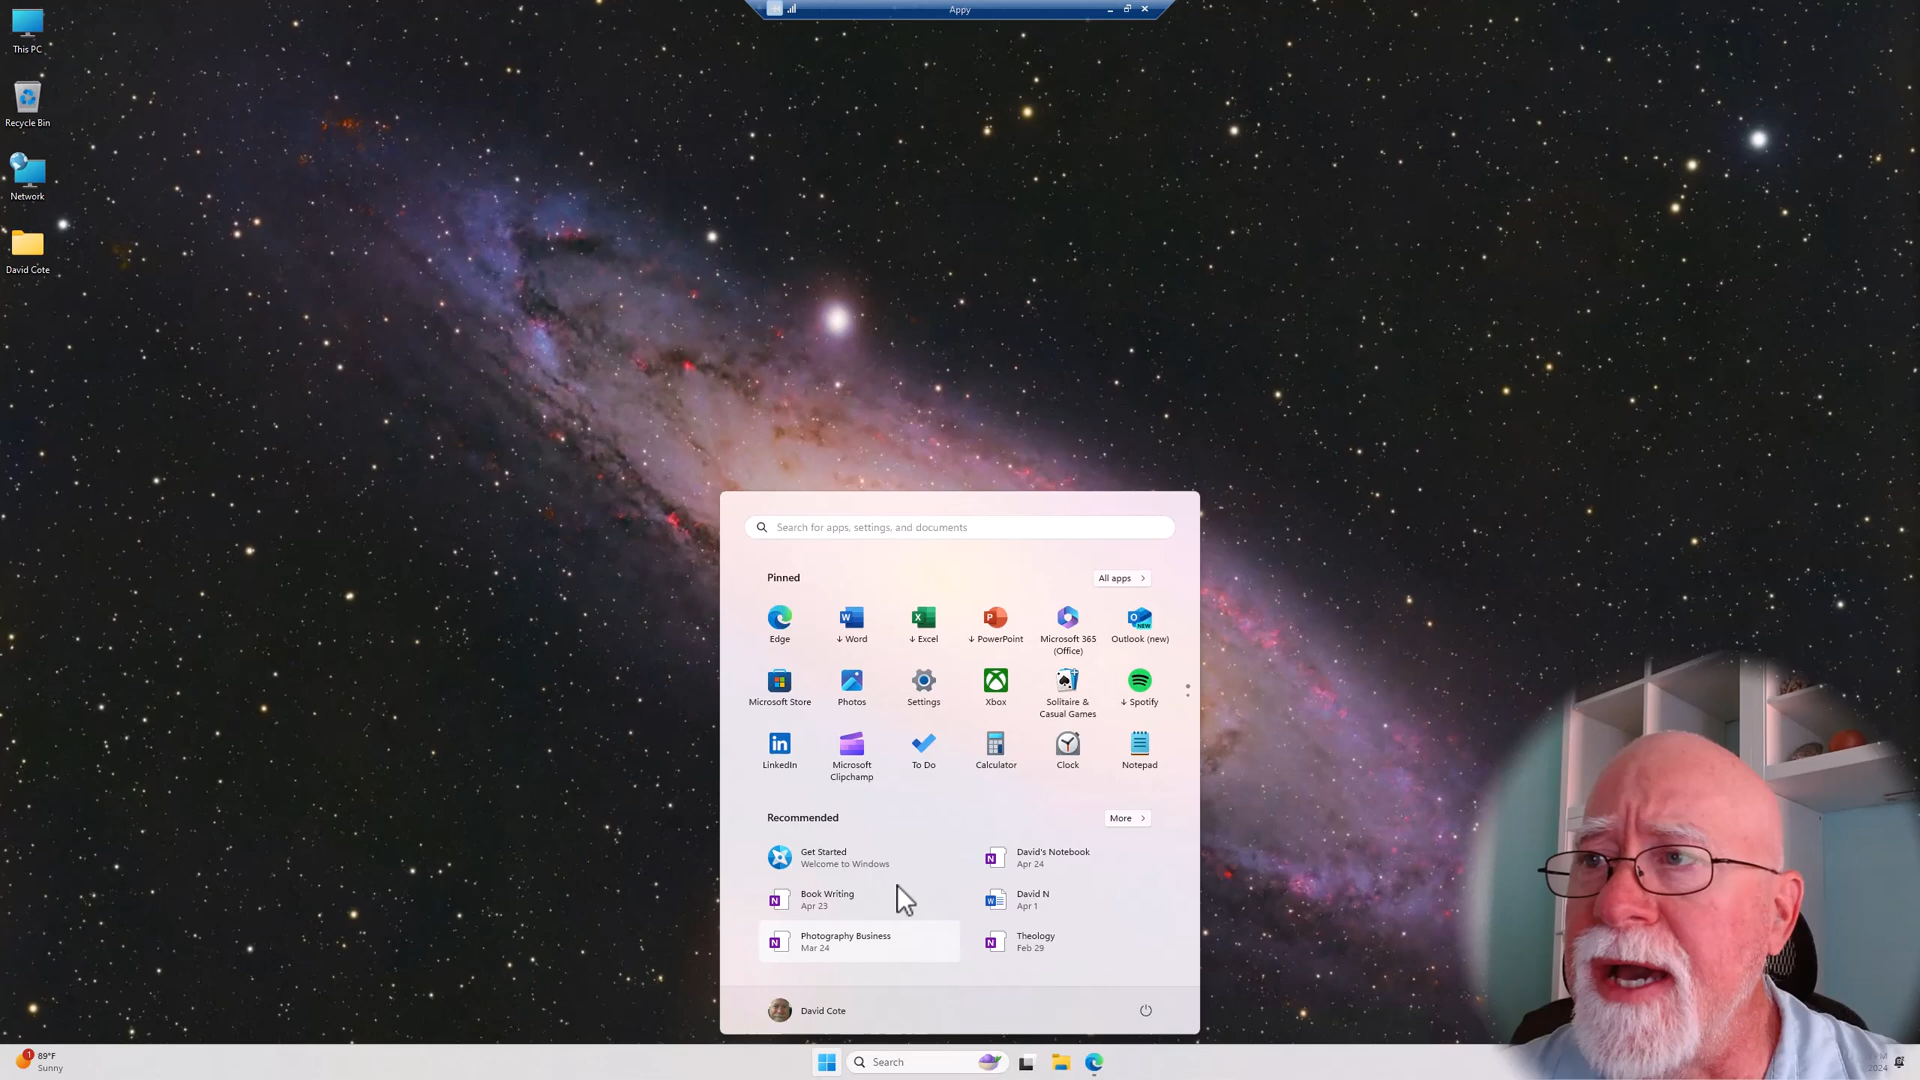 Appy
This PC
Recycle Bin
Network
David Cote
Search for apps, settings, and documents
Pinned
All apps
Edge
↓ Word
↓ Excel
↓ PowerPoint
Microsoft 365
(Office)
Outlook (new)
NEW
Microsoft Store
Photos
Settings
Xbox
Solitaire &
Casual Games
↓ Spotify
LinkedIn
Microsoft
Clipchamp
To Do
Calculator
Clock
Notepad
Recommended
More
Get Started
Welcome to Windows
David's Notebook
Apr 24
Book Writing
Apr 23
David N
Apr 1
Photography Business
Mar 24
Theology
Feb 29
David Cote
1
89°F
Sunny
Search
PM
2024